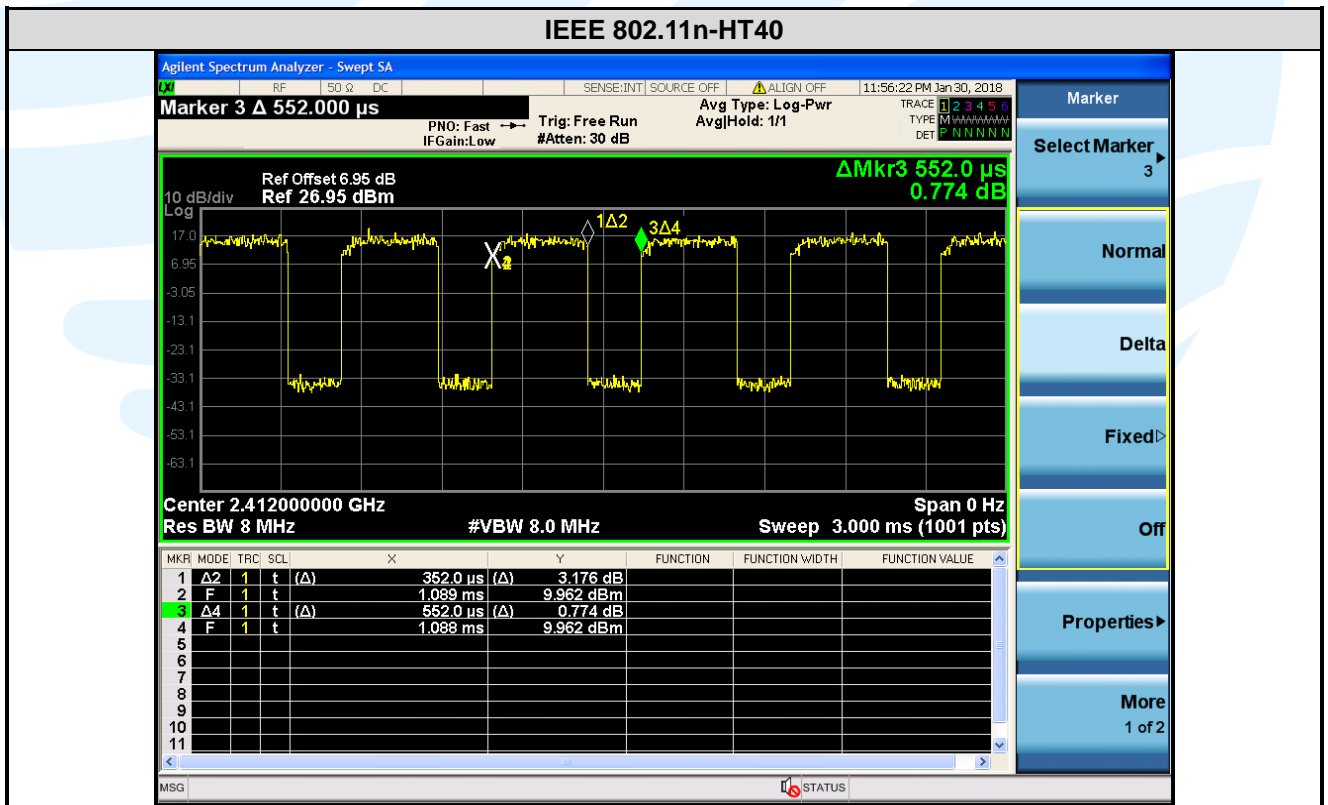 IEEE 802.11n-HT40
Agilent Spectrum Analyzer - Swept SA
LXI RF 50 Ω DC SENSE:INT SOURCE OFF ALIGN OFF 11:56:22 PM Jan 30, 2018
Marker 3 Δ 552.000 µs
PNO: Fast
IFGain:Low
Trig: Free Run
#Atten: 30 dB
Avg Type: Log-Pwr
Avg|Hold: 1/1
TRACE 1 2 3 4 5 6
TYPE M WWWWW
DET P N N N N N
ΔMkr3 552.0 µs
0.774 dB
Ref Offset 6.95 dB
10 dB/div Ref 26.95 dBm
Log
17.0
6.95
-3.05
-13.1
-23.1
-33.1
-43.1
-53.1
-63.1
1Δ2
3Δ4
Center 2.412000000 GHz Span 0 Hz
Res BW 8 MHz #VBW 8.0 MHz Sweep 3.000 ms (1001 pts)
MKR MODE TRC SCL X Y FUNCTION FUNCTION WIDTH FUNCTION VALUE
1 Δ2 1 t (Δ) 352.0 µs (Δ) 3.176 dB
2 F 1 t 1.089 ms 9.962 dBm
3 Δ4 1 t (Δ) 552.0 µs (Δ) 0.774 dB
4 F 1 t 1.088 ms 9.962 dBm
5
6
7
8
9
10
11
MSG STATUS
Marker
Select Marker
3
Normal
Delta
Fixed
Off
Properties
More
1 of 2